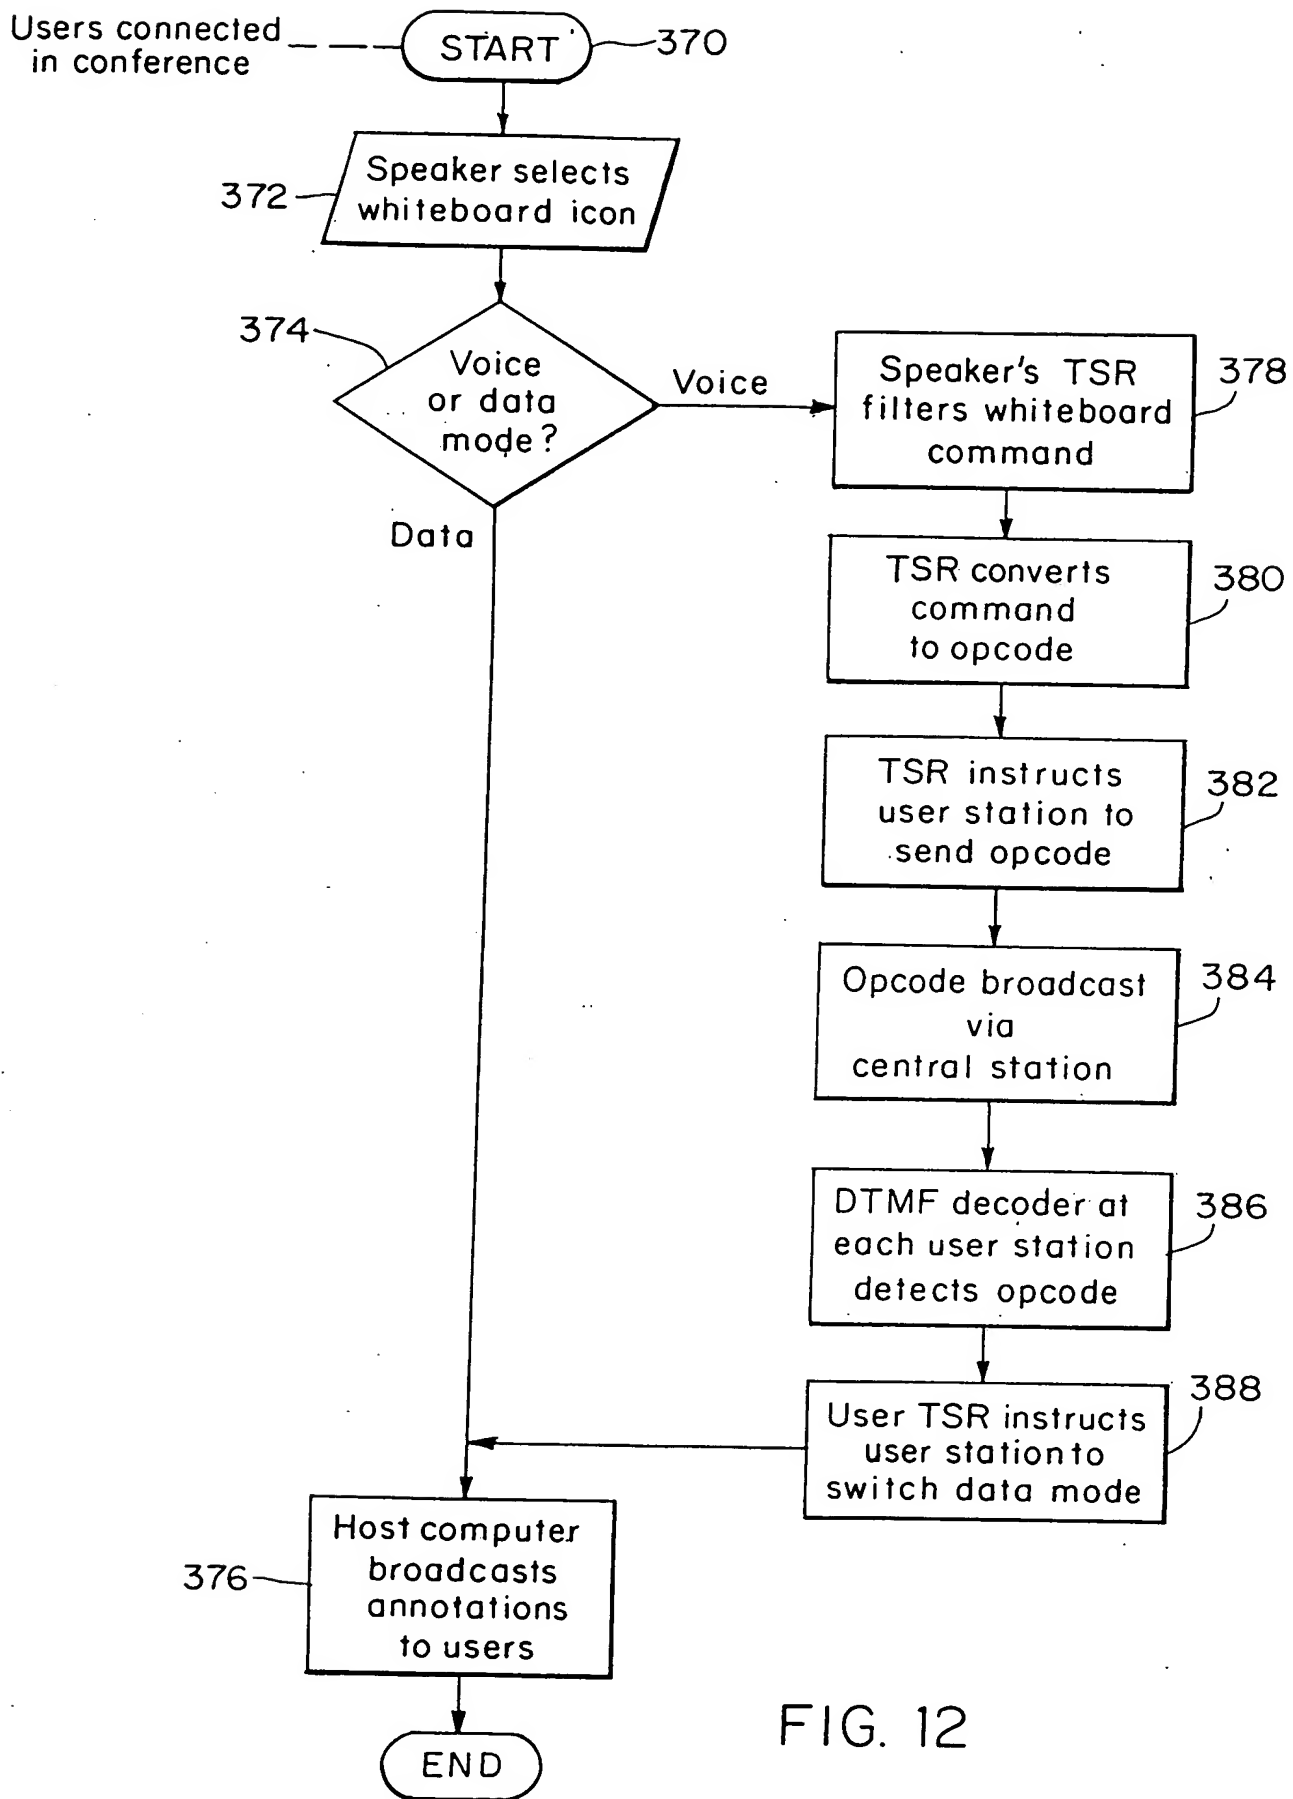 Users connected
in conference
START
370
372
Speaker selects
whiteboard icon
374
Voice
or data
mode?
Voice
Data
Speaker's TSR
filters whiteboard
command
378
TSR converts
command
to opcode
380
TSR instructs
user station to
send opcode
382
Opcode broadcast
via
central station
384
DTMF decoder at
each user station
detects opcode
386
User TSR instructs
user station to
switch data mode
388
376
Host computer
broadcasts
annotations
to users
END
FIG. 12